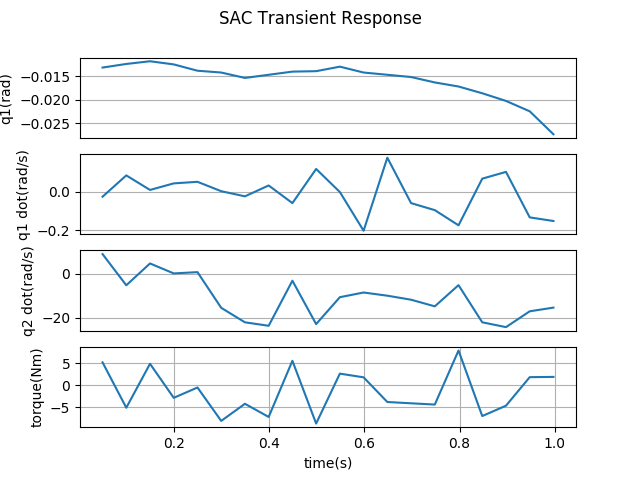 SAC Transient Response
q1(rad)
−0.015
−0.020
−0.025
q1 dot(rad/s)
0.0
−0.2
q2 dot(rad/s)
0
−20
torque(Nm)
5
0
−5
0.2 0.4 0.6 0.8 1.0
time(s)